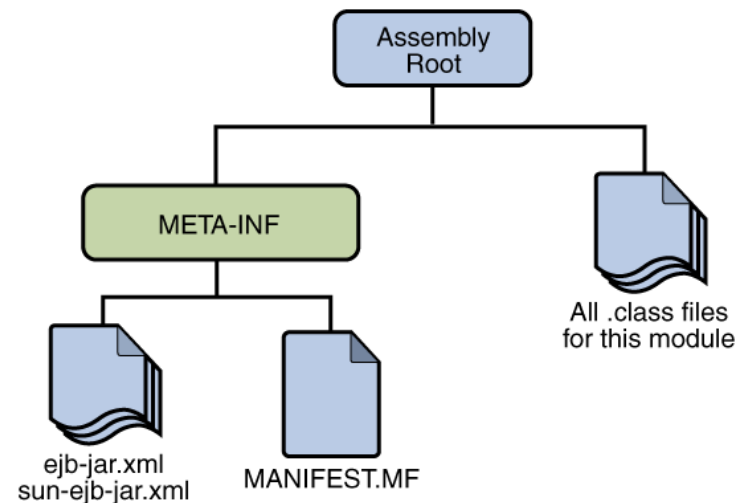 Assembly
Root
META-INF
All .class files
for this module
ejb-jar.xml
sun-ejb-jar.xml
MANIFEST.MF